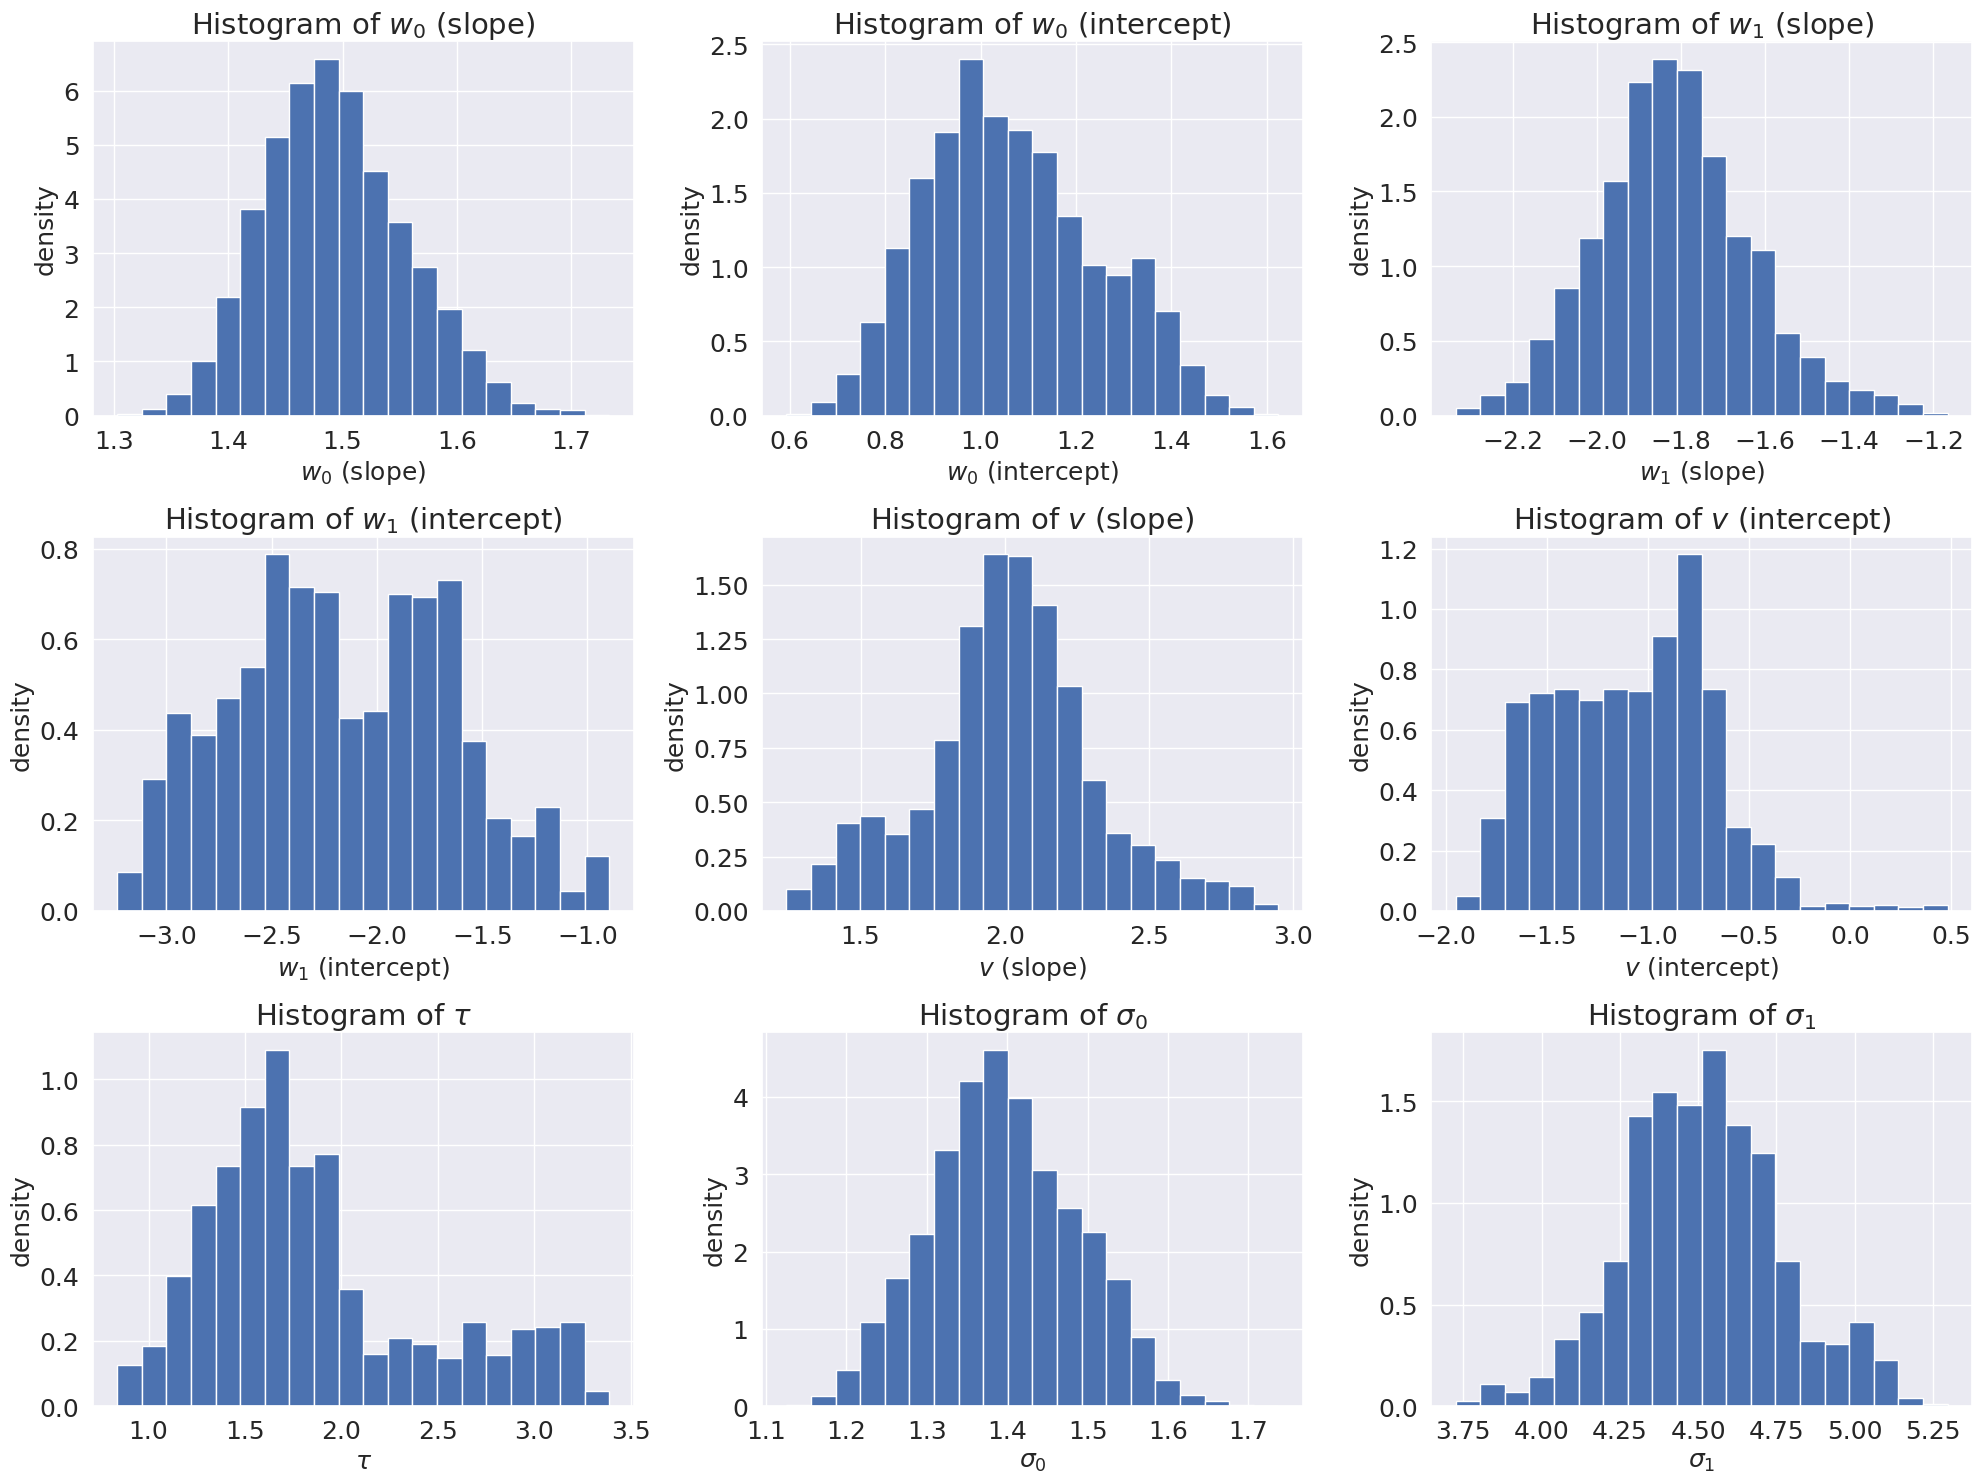 Histogram of w₀ (slope)
density
0
1
2
3
4
5
6
1.3 1.4 1.5 1.6 1.7
w₀ (slope)
Histogram of w₀ (intercept)
density
0.0
0.5
1.0
1.5
2.0
2.5
0.6 0.8 1.0 1.2 1.4 1.6
w₀ (intercept)
Histogram of w₁ (slope)
density
0.0
0.5
1.0
1.5
2.0
2.5
−2.2 −2.0 −1.8 −1.6 −1.4 −1.2
w₁ (slope)
Histogram of w₁ (intercept)
density
0.0
0.2
0.4
0.6
0.8
−3.0 −2.5 −2.0 −1.5 −1.0
w₁ (intercept)
Histogram of v (slope)
density
0.00
0.25
0.50
0.75
1.00
1.25
1.50
1.5 2.0 2.5 3.0
v (slope)
Histogram of v (intercept)
density
0.0
0.2
0.4
0.6
0.8
1.0
1.2
−2.0 −1.5 −1.0 −0.5 0.0 0.5
v (intercept)
Histogram of τ
density
0.0
0.2
0.4
0.6
0.8
1.0
1.0 1.5 2.0 2.5 3.0 3.5
τ
Histogram of σ₀
density
0
1
2
3
4
1.1 1.2 1.3 1.4 1.5 1.6 1.7
σ₀
Histogram of σ₁
density
0.0
0.5
1.0
1.5
3.75 4.00 4.25 4.50 4.75 5.00 5.25
σ₁